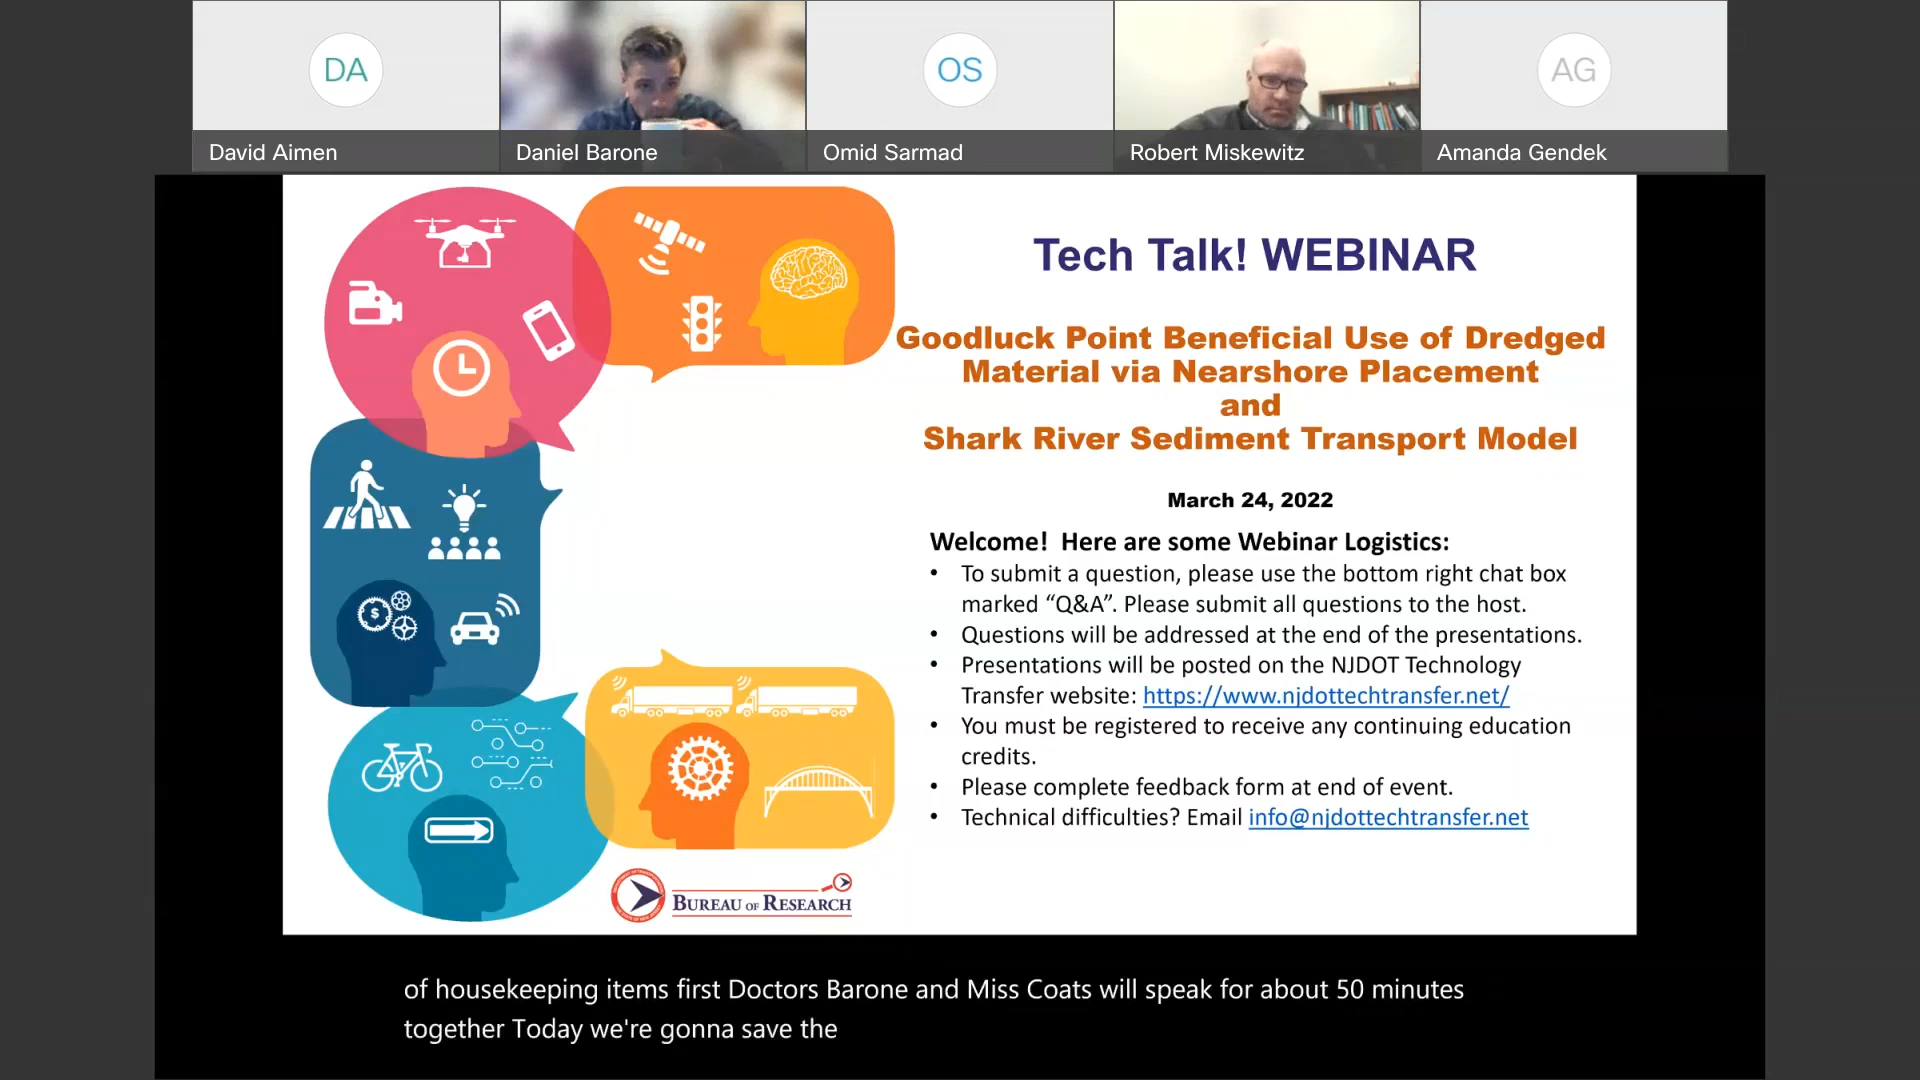 DA
OS
AG
David Aimen
Daniel Barone
Omid Sarmad
Robert Miskewitz
Amanda Gendek
Tech Talk! WEBINAR
Goodluck Point Beneficial Use of Dredged
Material via Nearshore Placement
and
Shark River Sediment Transport Model
March 24, 2022
Welcome! Here are some Webinar Logistics:
• To submit a question, please use the bottom right chat box
marked “Q&A”. Please submit all questions to the host.
• Questions will be addressed at the end of the presentations.
• Presentations will be posted on the NJDOT Technology
Transfer website: https://www.njdottechtransfer.net/
• You must be registered to receive any continuing education
credits.
• Please complete feedback form at end of event.
• Technical difficulties? Email info@njdottechtransfer.net
$
BUREAU OF RESEARCH
of housekeeping items first Doctors Barone and Miss Coats will speak for about 50 minutes
together Today we're gonna save the